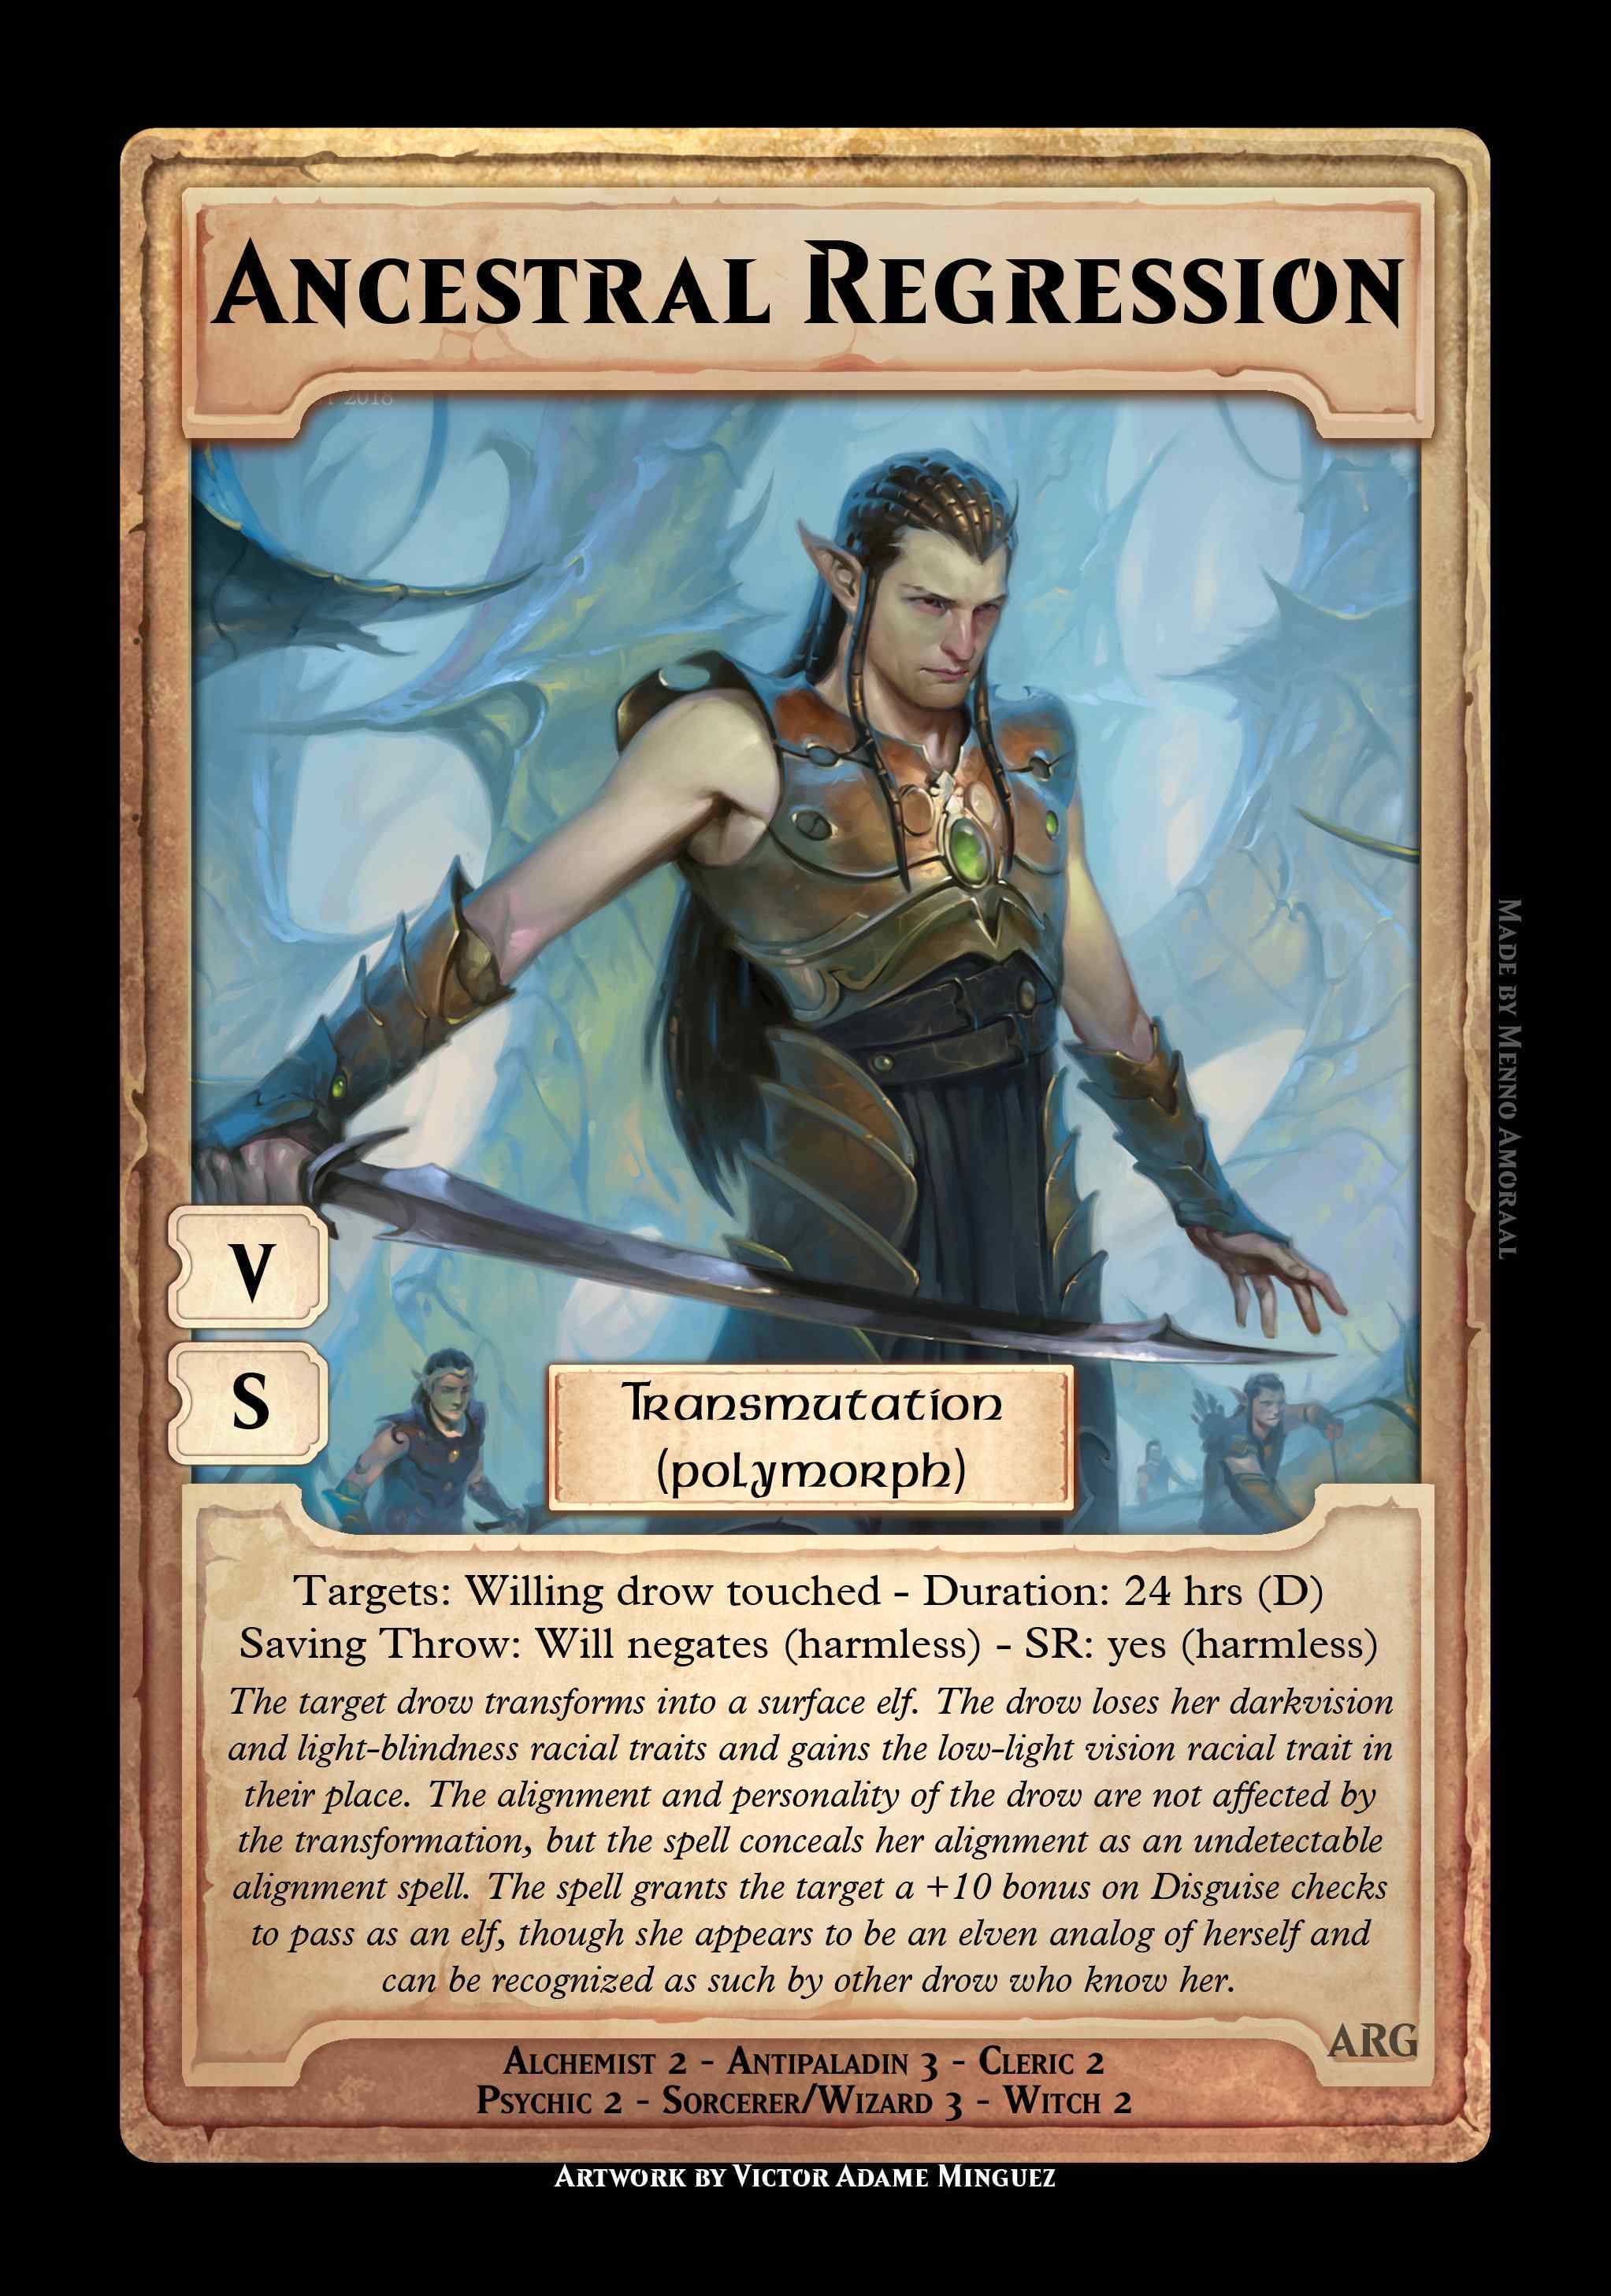 Ancestral Regression
2018
V
S
Transmutation
(polymorph)
Targets: Willing drow touched - Duration: 24 hrs (D)
Saving Throw: Will negates (harmless) - SR: yes (harmless)
The target drow transforms into a surface elf. The drow loses her darkvision
and light-blindness racial traits and gains the low-light vision racial trait in
their place. The alignment and personality of the drow are not affected by
the transformation, but the spell conceals her alignment as an undetectable
alignment spell. The spell grants the target a +10 bonus on Disguise checks
to pass as an elf, though she appears to be an elven analog of herself and
can be recognized as such by other drow who know her.
ARG
Alchemist 2 - Antipaladin 3 - Cleric 2
Psychic 2 - Sorcerer/Wizard 3 - Witch 2
Artwork by Victor Adame Minguez
Made by Menno Amoraal